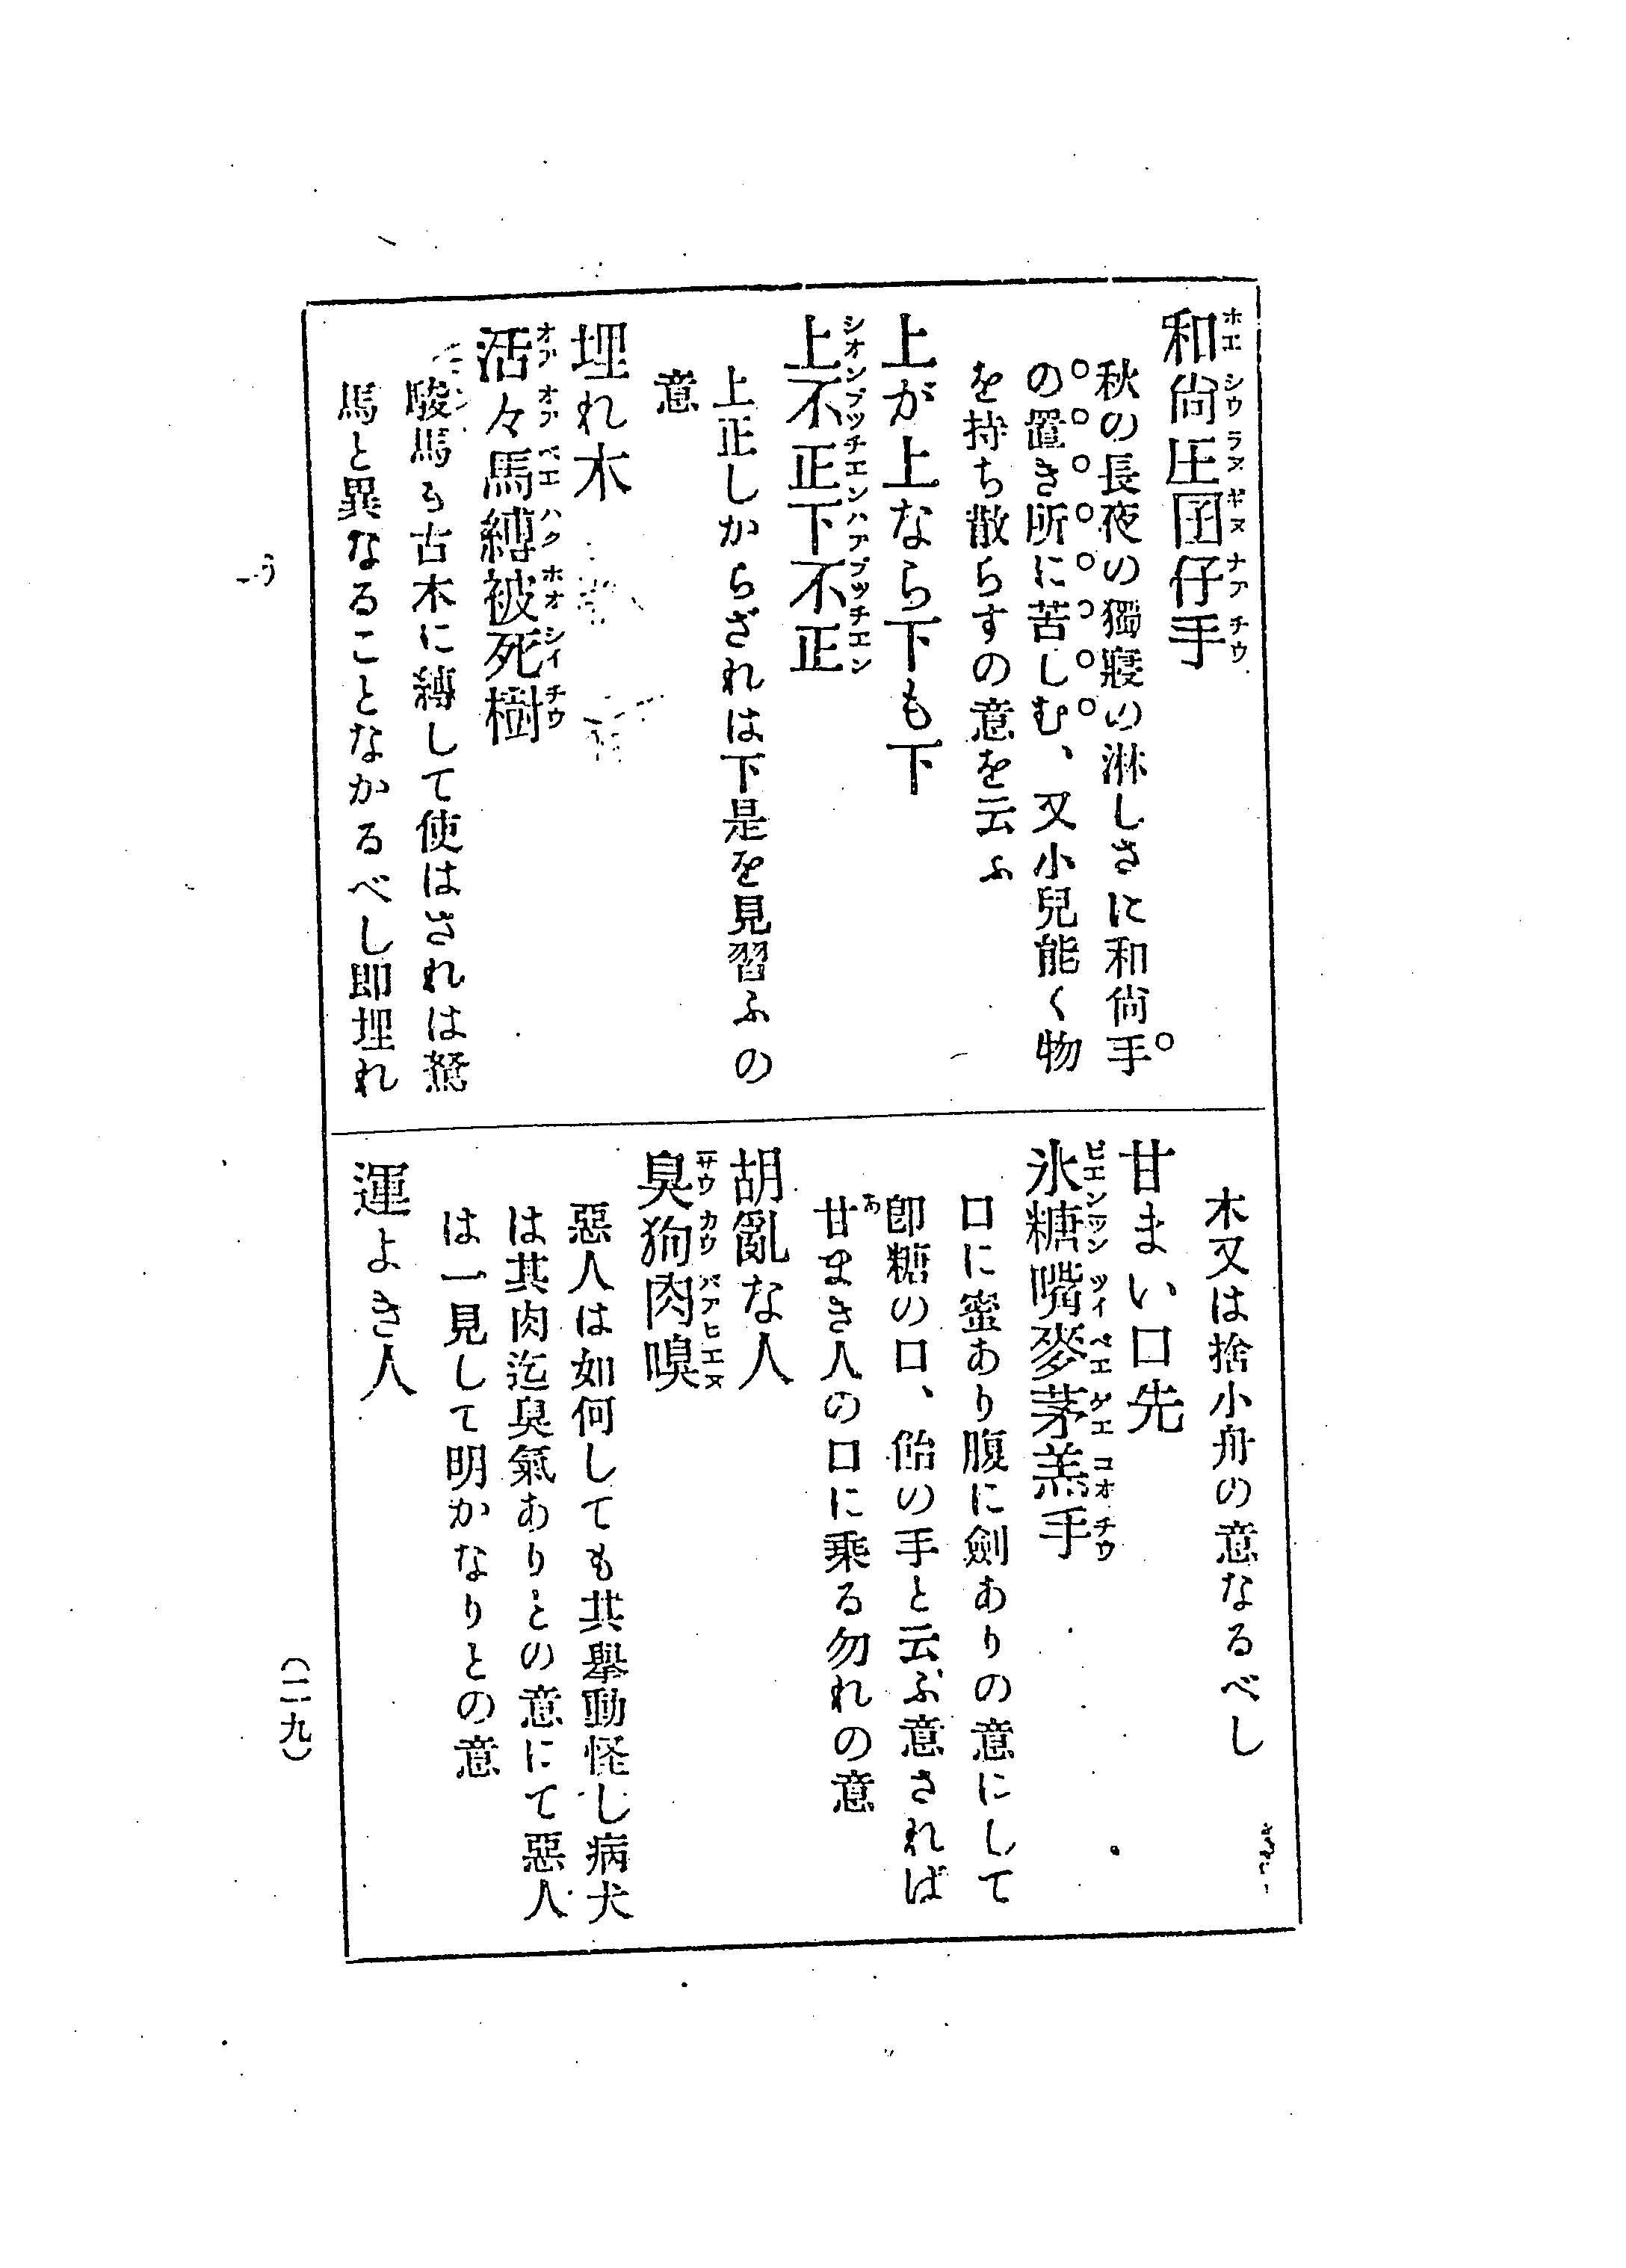 和尙圧囝仔手
ホエ シウ ラヌ ギヌ ナア チウ
秋の長夜の獨寢の淋しさに和尙手
の置き所に苦しむ、又小兒能く物
を持ち散らすの意を云ふ
上が上なら下も下
上不正下不正
シオンプツチエンハアプツチエン
上正しからざれは下是を見習ふの
意
埋れ木
活々馬縛被死樹
オア オア ベエ ハク ホオ シイ チウ
駿馬も古木に縛して使はされは駑
馬と異なることなかるべし即埋れ
木又は捨小舟の意なるべし
甘まい口先
氷糖嘴麥茅羔手
ピエンツン ツイ ベエ ゲエ コオ チウ
口に蜜あり腹に劍ありの意にして
卽糖の口、飴の手と云ふ意されば
甘まき人の口に乘る勿れの意
胡亂な人
臭狗肉嗅
サウ カウ バア ヒエヌ
惡人は如何しても其擧動怪し病犬
は其肉迄臭氣ありとの意にて惡人
は一見して明かなりとの意
運よき人
(二九)